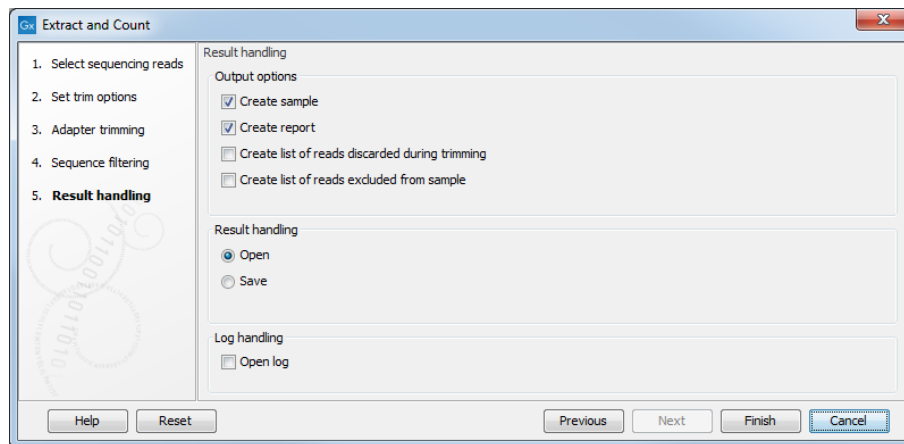 Gx Extract and Count
X
1. Select sequencing reads
2. Set trim options
3. Adapter trimming
4. Sequence filtering
5. Result handling
Result handling
Output options
Create sample
Create report
Create list of reads discarded during trimming
Create list of reads excluded from sample
Result handling
Open
Save
Log handling
Open log
Help Reset Previous Next Finish Cancel